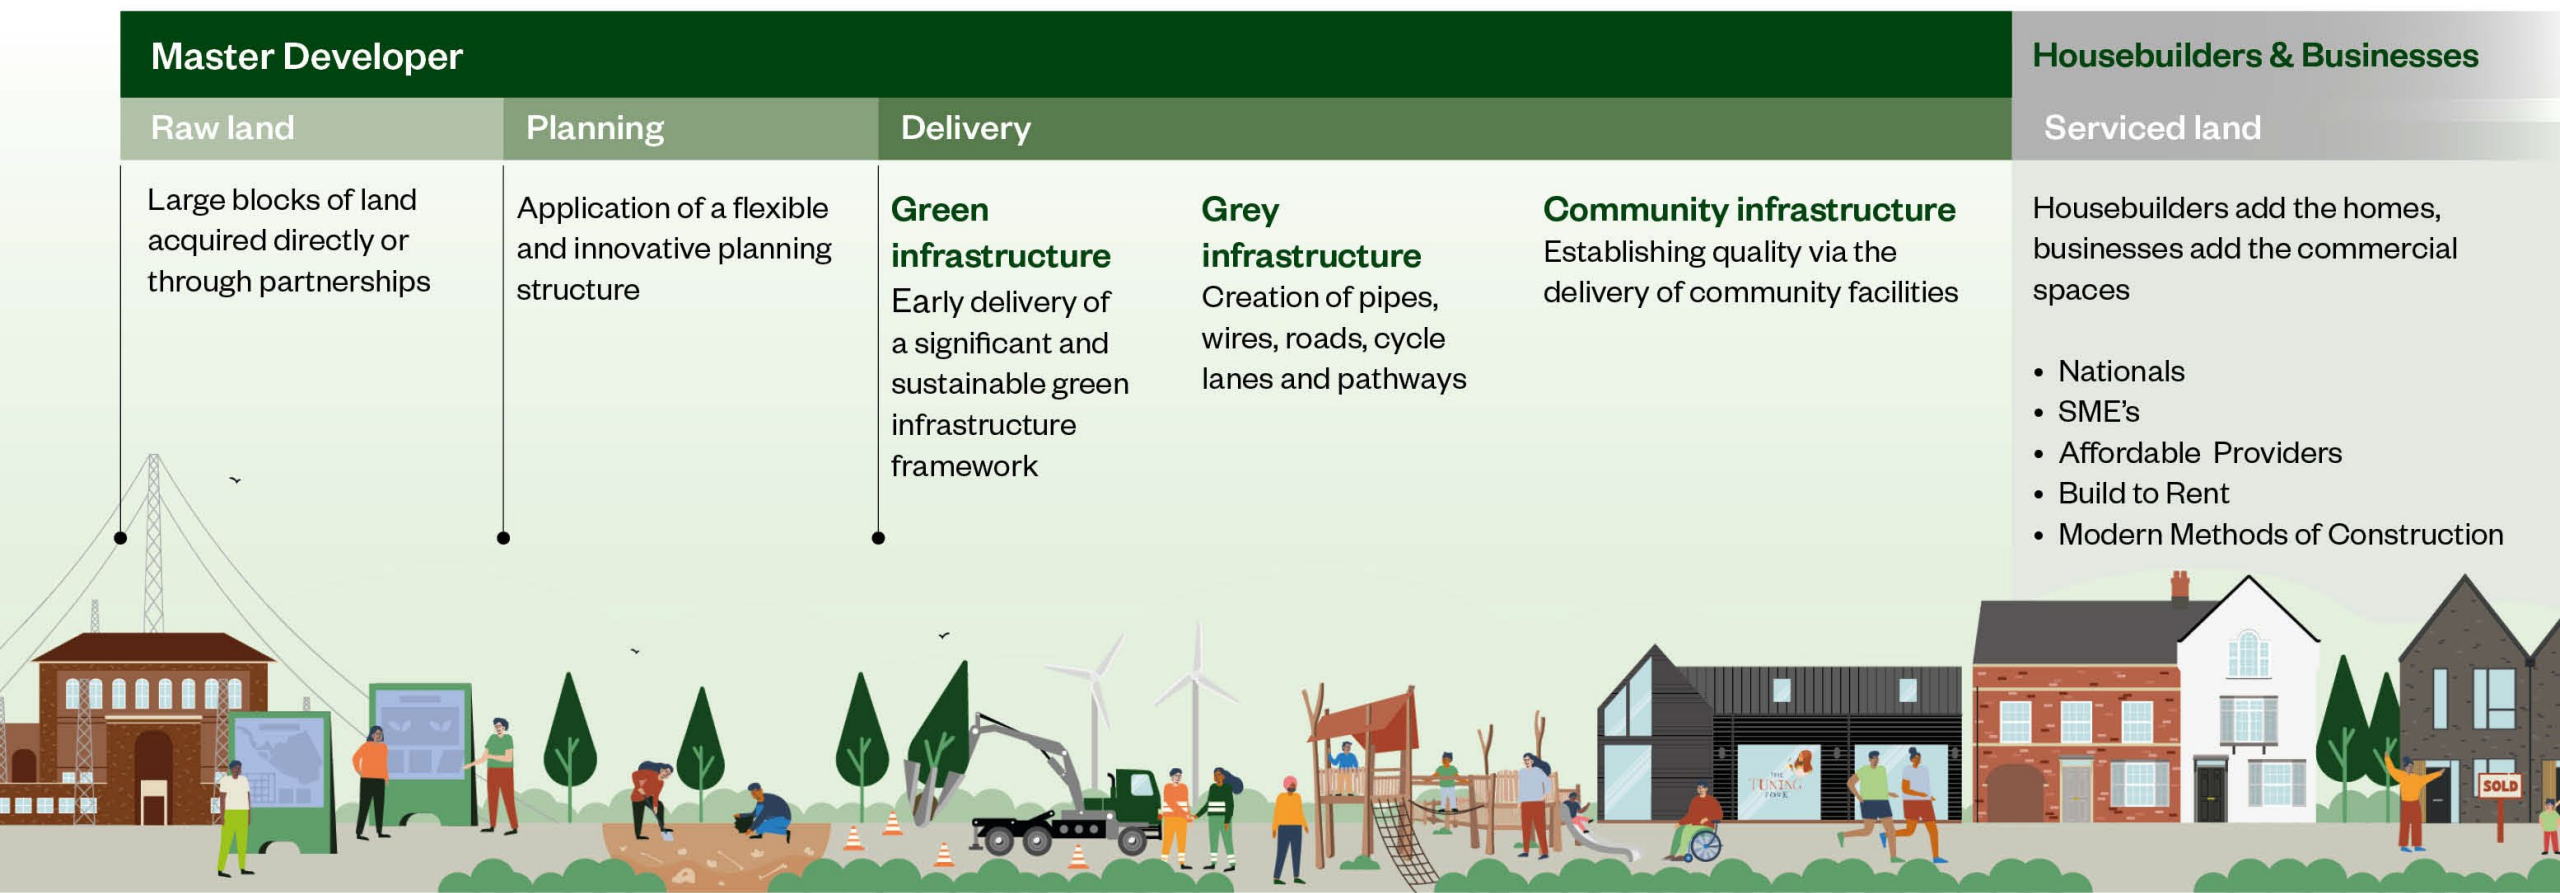 Master Developer
Housebuilders & Businesses
Raw land
Planning
Delivery
Serviced land
Large blocks of land
acquired directly or
through partnerships
Application of a flexible
and innovative planning
structure
Green
infrastructure
Early delivery of
a significant and
sustainable green
infrastructure
framework
Grey
infrastructure
Creation of pipes,
wires, roads, cycle
lanes and pathways
Community infrastructure
Establishing quality via the
delivery of community facilities
Housebuilders add the homes,
businesses add the commercial
spaces
• Nationals
• SME’s
• Affordable Providers
• Build to Rent
• Modern Methods of Construction
THE
TUNING
FORK
SOLD